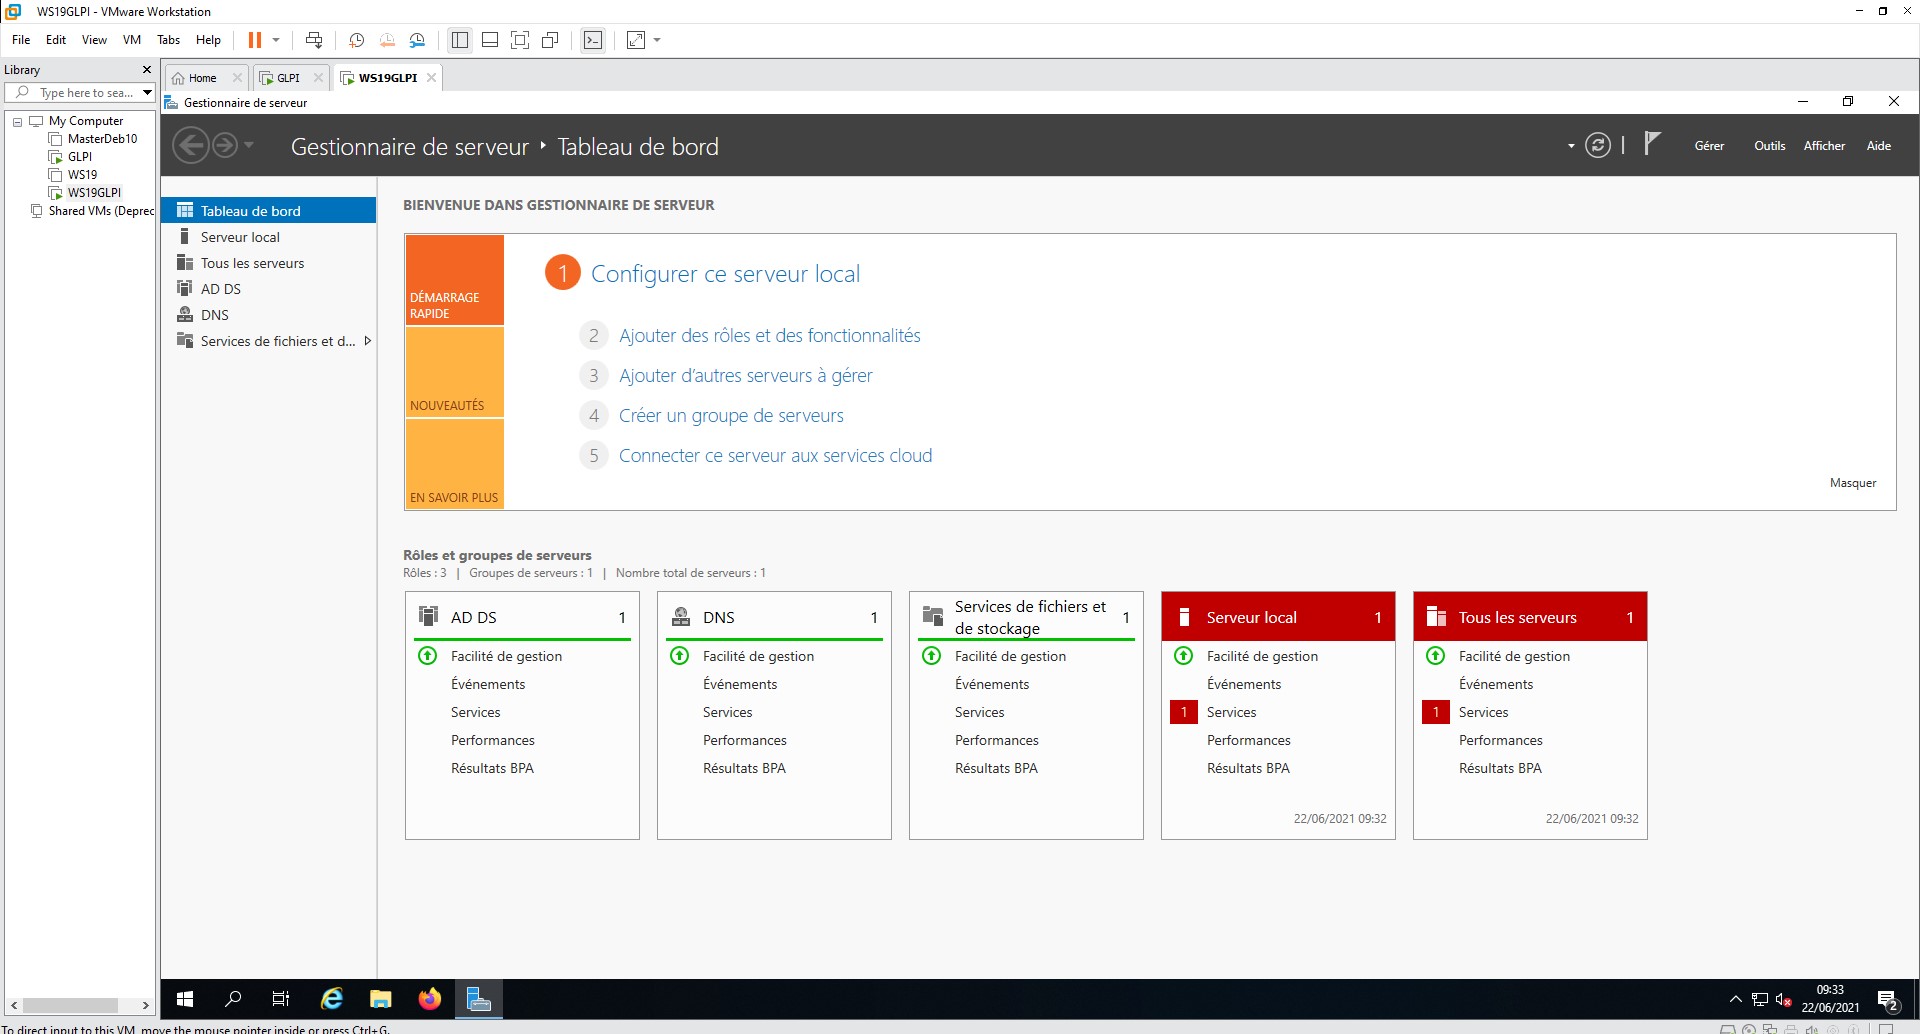 WS19GLPI - VMware Workstation
File Edit View VM Tabs Help
Library
Type here to sea...
My Computer
MasterDeb10
GLPI
WS19
WS19GLPI
Shared VMs (Deprec
Home
GLPI
WS19GLPI
Gestionnaire de serveur
Gestionnaire de serveur Tableau de bord
Gérer Outils Afficher Aide
Tableau de bord
Serveur local
Tous les serveurs
AD DS
DNS
Services de fichiers et d...
BIENVENUE DANS GESTIONNAIRE DE SERVEUR
DÉMARRAGE
RAPIDE
NOUVEAUTÉS
EN SAVOIR PLUS
1 Configurer ce serveur local
2 Ajouter des rôles et des fonctionnalités
3 Ajouter d’autres serveurs à gérer
4 Créer un groupe de serveurs
5 Connecter ce serveur aux services cloud
Masquer
Rôles et groupes de serveurs
Rôles : 3 | Groupes de serveurs : 1 | Nombre total de serveurs : 1
AD DS 1
Facilité de gestion
Événements
Services
Performances
Résultats BPA
DNS 1
Facilité de gestion
Événements
Services
Performances
Résultats BPA
Services de fichiers et
de stockage 1
Facilité de gestion
Événements
Services
Performances
Résultats BPA
Serveur local 1
Facilité de gestion
Événements
1 Services
Performances
Résultats BPA
22/06/2021 09:32
Tous les serveurs 1
Facilité de gestion
Événements
1 Services
Performances
Résultats BPA
22/06/2021 09:32
09:33
22/06/2021
2
To direct input to this VM, move the mouse pointer inside or press Ctrl+G.